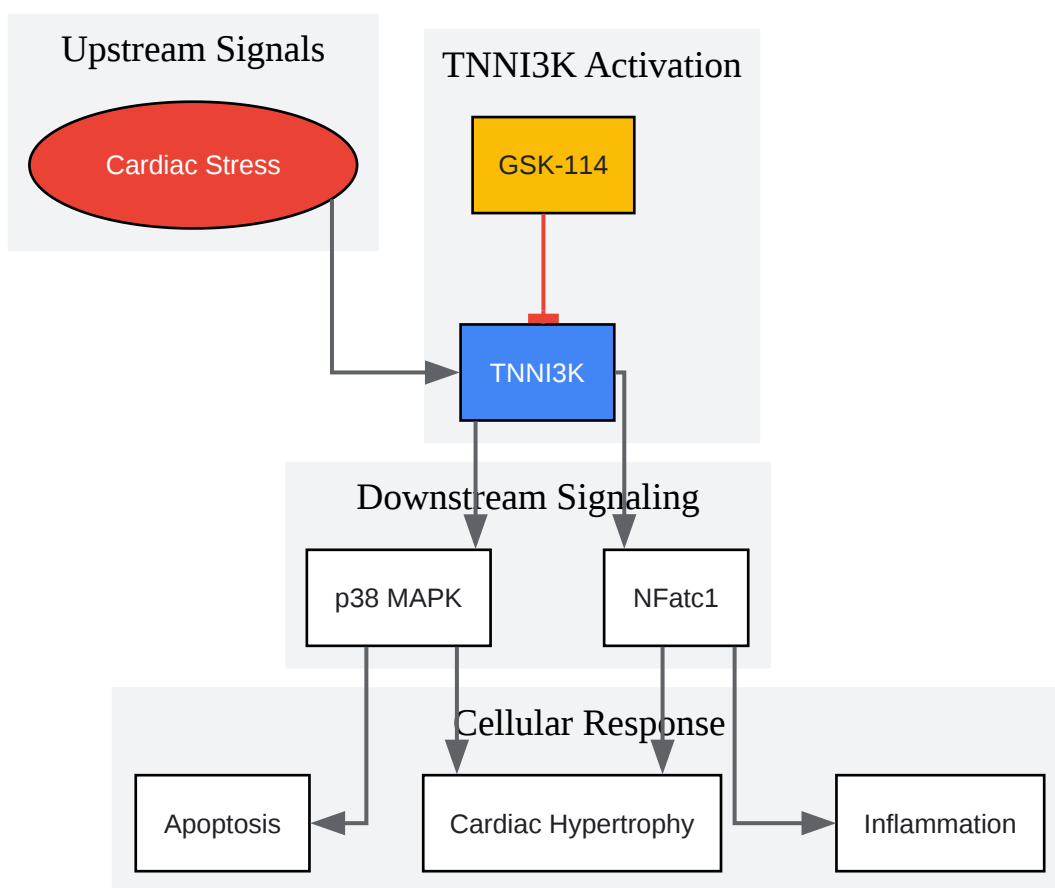 Upstream Signals
TNNI3K Activation
Cardiac Stress
GSK-114
TNNI3K
Downstream Signaling
p38 MAPK
NFatc1
Cellular Response
Apoptosis
Cardiac Hypertrophy
Inflammation